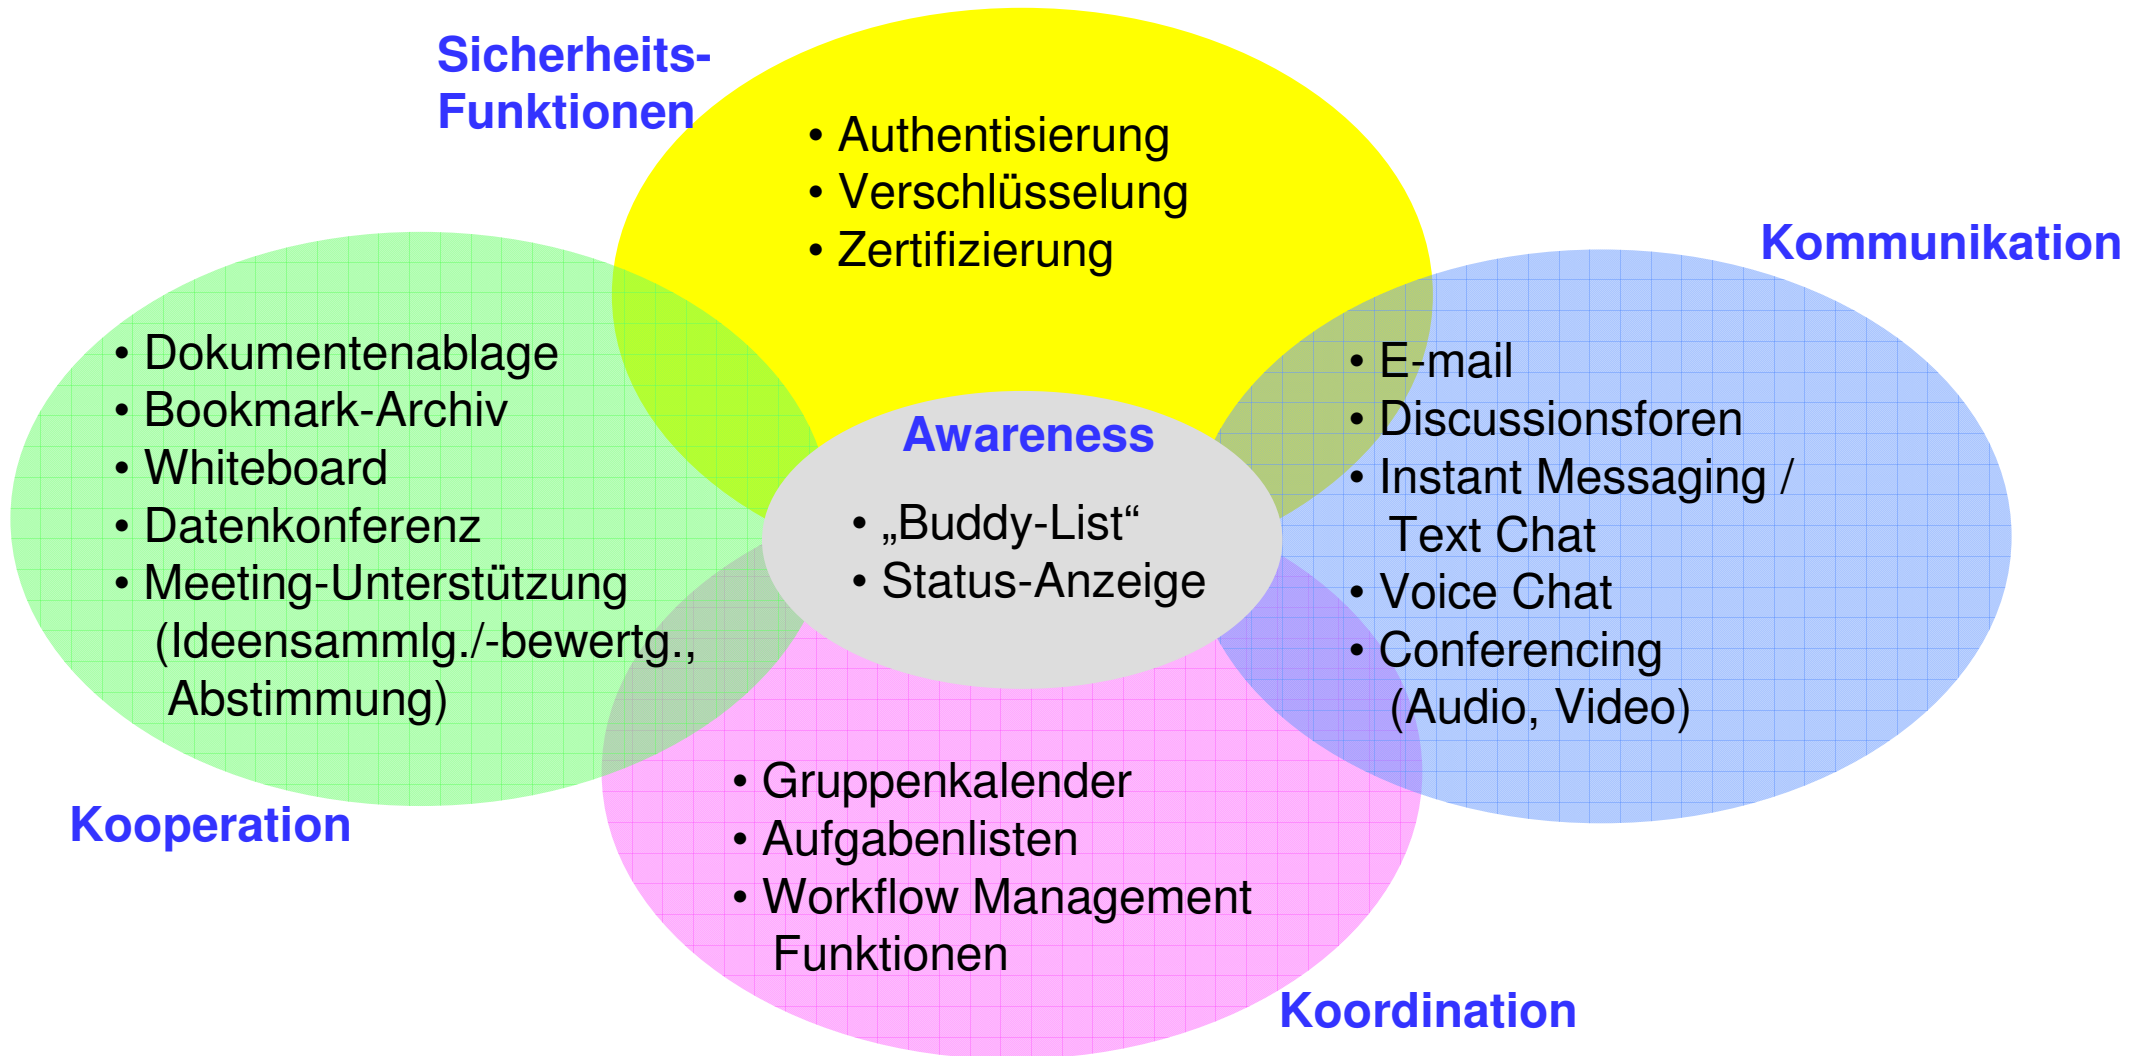 Sicherheits-
Funktionen
• Authentisierung
• Verschlüsselung
• Zertifizierung
Kommunikation
• E-mail
• Discussionsforen
• Instant Messaging /
Text Chat
• Voice Chat
• Conferencing
(Audio, Video)
• Dokumentenablage
• Bookmark-Archiv
• Whiteboard
• Datenkonferenz
• Meeting-Unterstützung
(Ideensammlg./-bewertg.,
Abstimmung)
Kooperation
Awareness
• „Buddy-List“
• Status-Anzeige
• Gruppenkalender
• Aufgabenlisten
• Workflow Management
Funktionen
Koordination